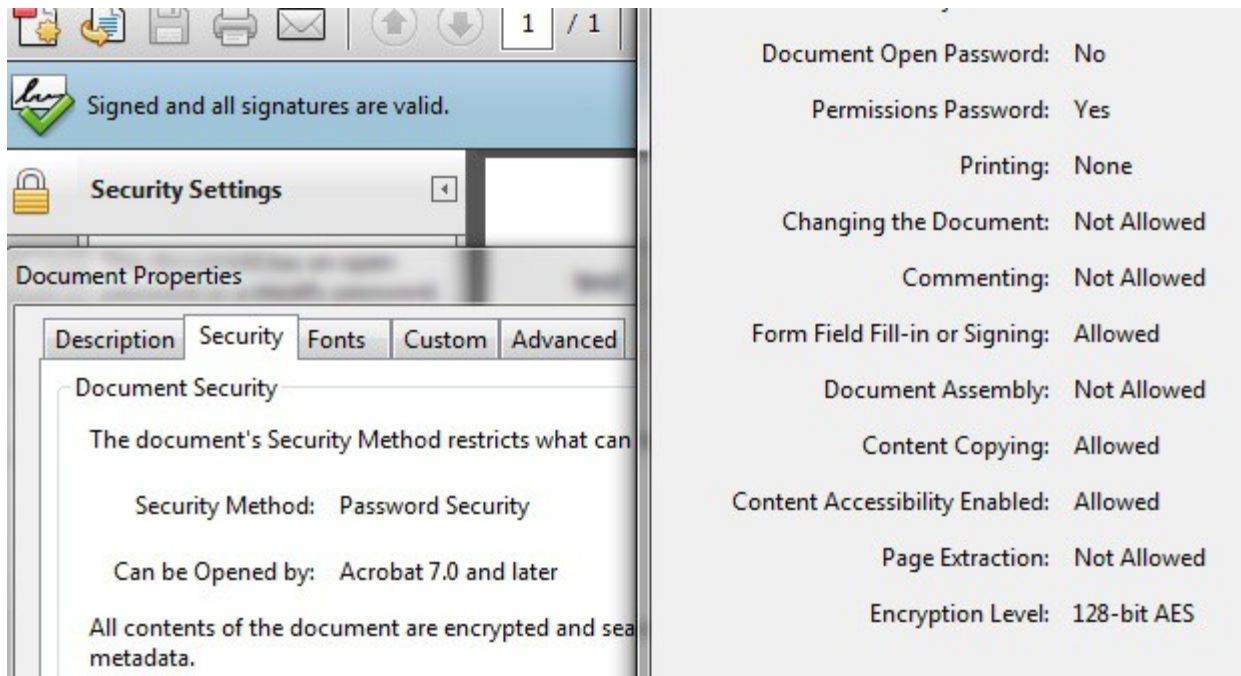 1 / 1
Signed and all signatures are valid.
Security Settings
Document Properties
Description Security Fonts Custom Advanced
Document Security
The document's Security Method restricts what can
Security Method: Password Security
Can be Opened by: Acrobat 7.0 and later
All contents of the document are encrypted and sea
metadata.
Document Open Password: No
Permissions Password: Yes
Printing: None
Changing the Document: Not Allowed
Commenting: Not Allowed
Form Field Fill-in or Signing: Allowed
Document Assembly: Not Allowed
Content Copying: Allowed
Content Accessibility Enabled: Allowed
Page Extraction: Not Allowed
Encryption Level: 128-bit AES